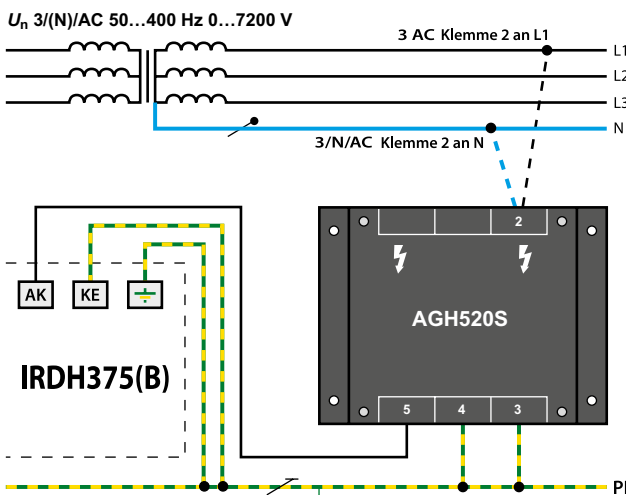 Un 3/(N)/AC 50…400 Hz 0…7200 V
3 AC Klemme 2 an L1
L1
L2
L3
N
3/N/AC Klemme 2 an N
2
AK KE
AGH520S
IRDH375(B)
5 4 3